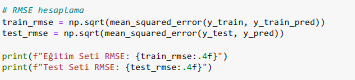 # RMSE hesaplama
train_rmse = np.sqrt(mean_squared_error(y_train, y_train_pred))
test_rmse = np.sqrt(mean_squared_error(y_test, y_pred))
print(f"Eğitim Seti RMSE: {train_rmse:.4f}")
print(f"Test Seti RMSE: {test_rmse:.4f}")